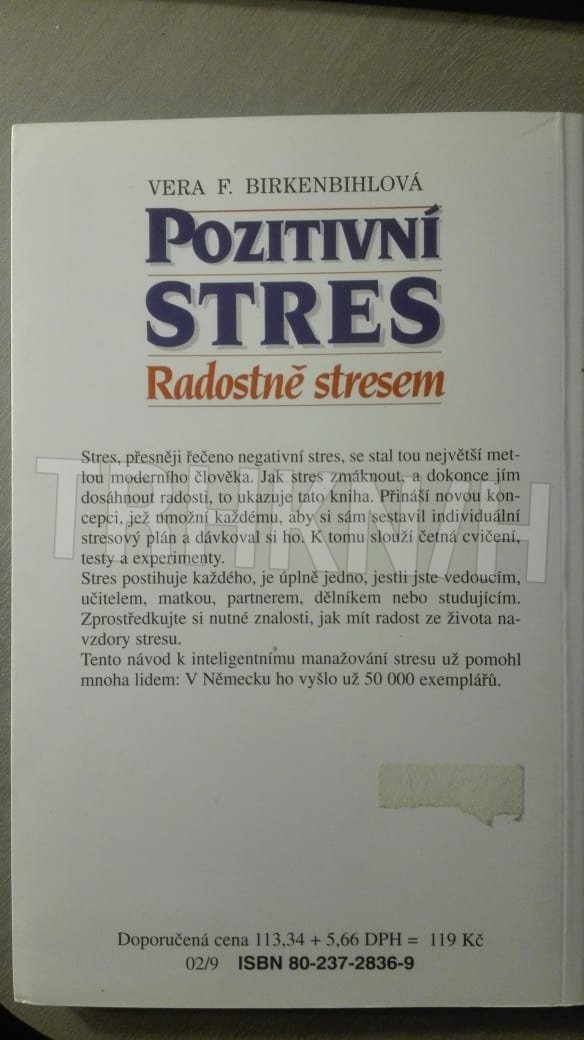 VERA F. BIRKENBIHLOVÁ
POZITIVNÍ
STRES
Radostně stresem
Stres, přesněji řečeno negativní stres, se stal tou největší met-
lou moderního člověka. Jak stres zmáknout, a dokonce jím
dosáhnout radosti, to ukazuje tato kniha. Přináší novou kon-
cepci, jež umožní každému, aby si sám sestavil individuální
stresový plán a dávkoval si ho. K tomu slouží četná cvičení,
testy a experimenty.
Stres postihuje každého, je úplně jedno, jestli jste vedoucím,
učitelem, matkou, partnerem, dělníkem nebo studujícím.
Zprostředkujte si nutné znalosti, jak mít radost ze života na-
vzdory stresu.
Tento návod k inteligentnímu manažování stresu už pomohl
mnoha lidem: V Německu ho vyšlo už 50 000 exemplářů.
Doporučená cena 113,34 + 5,66 DPH = 119 Kč
02/9 ISBN 80-237-2836-9